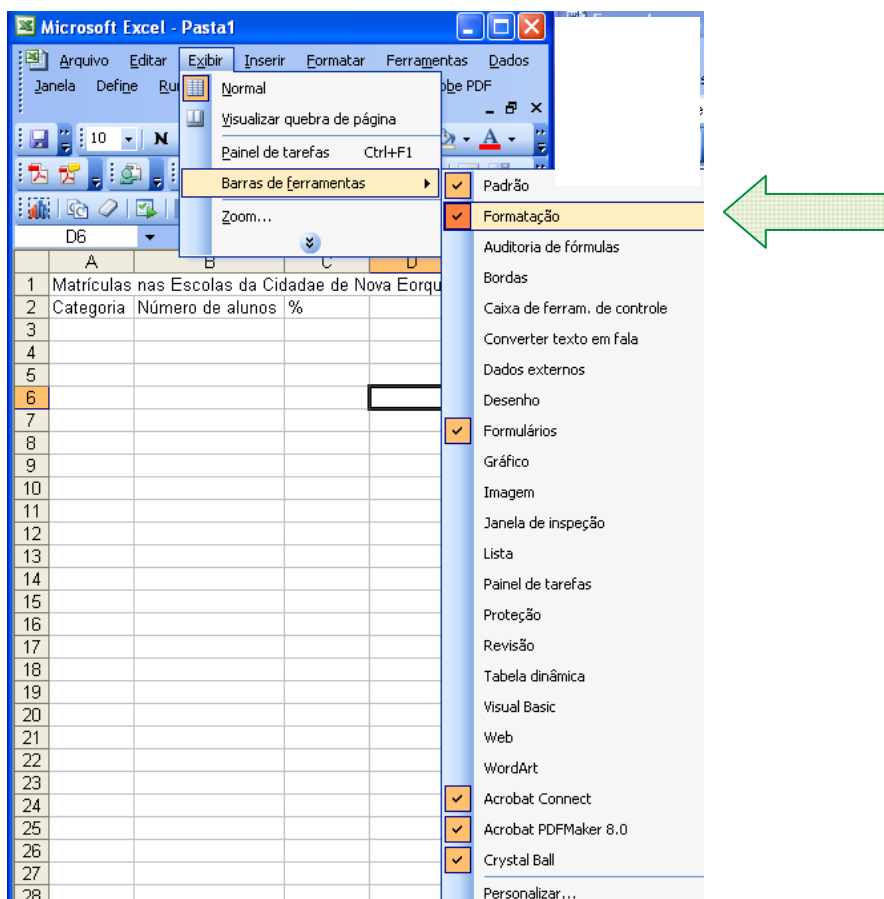 Microsoft Excel - Pasta1
Arquivo Editar Exibir Inserir Formatar Ferramentas Dados
Janela Define PDF
Normal
Visualizar quebra de página
Painel de tarefas Ctrl+F1
Barras de ferramentas
Zoom...
10 N A
Padrão
Formatação
Auditoria de fórmulas
Bordas
Caixa de ferram. de controle
Converter texto em fala
Dados externos
Desenho
Formulários
Gráfico
Imagem
Janela de inspeção
Lista
Painel de tarefas
Proteção
Revisão
Tabela dinâmica
Visual Basic
Web
WordArt
Acrobat Connect
Acrobat PDFMaker 8.0
Crystal Ball
Personalizar...
D6
A B C D
1 Matrículas nas Escolas da Cidadae de Nova Eorqu
2 Categoria Número de alunos %
3
4
5
6
7
8
9
10
11
12
13
14
15
16
17
18
19
20
21
22
23
24
25
26
27
28